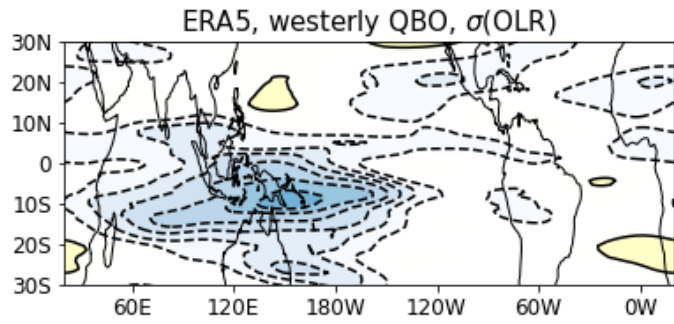 ERA5, westerly QBO, σ(OLR)
30N
20N
10N
0
10S
20S
30S
60E 120E 180W 120W 60W 0W